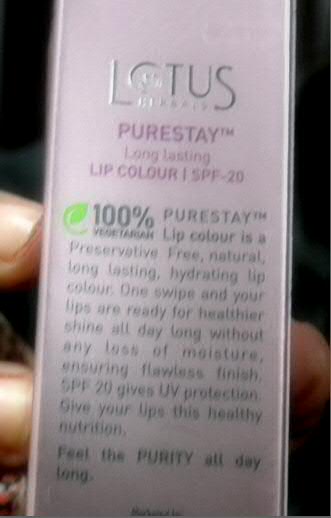 LOTUS
HERBALS
PURESTAY™
Long lasting
LIP COLOUR | SPF-20
100% PURESTAY™
VEGETARIAN Lip colour is a
Preservative Free, natural,
long lasting, hydrating lip
colour. One swipe and your
lips are ready for healthier
shine all day long without
any loss of moisture,
ensuring flawless finish.
SPF 20 gives UV protection.
Give your lips this healthy
nutrition.
Feel the PURITY all day
long.